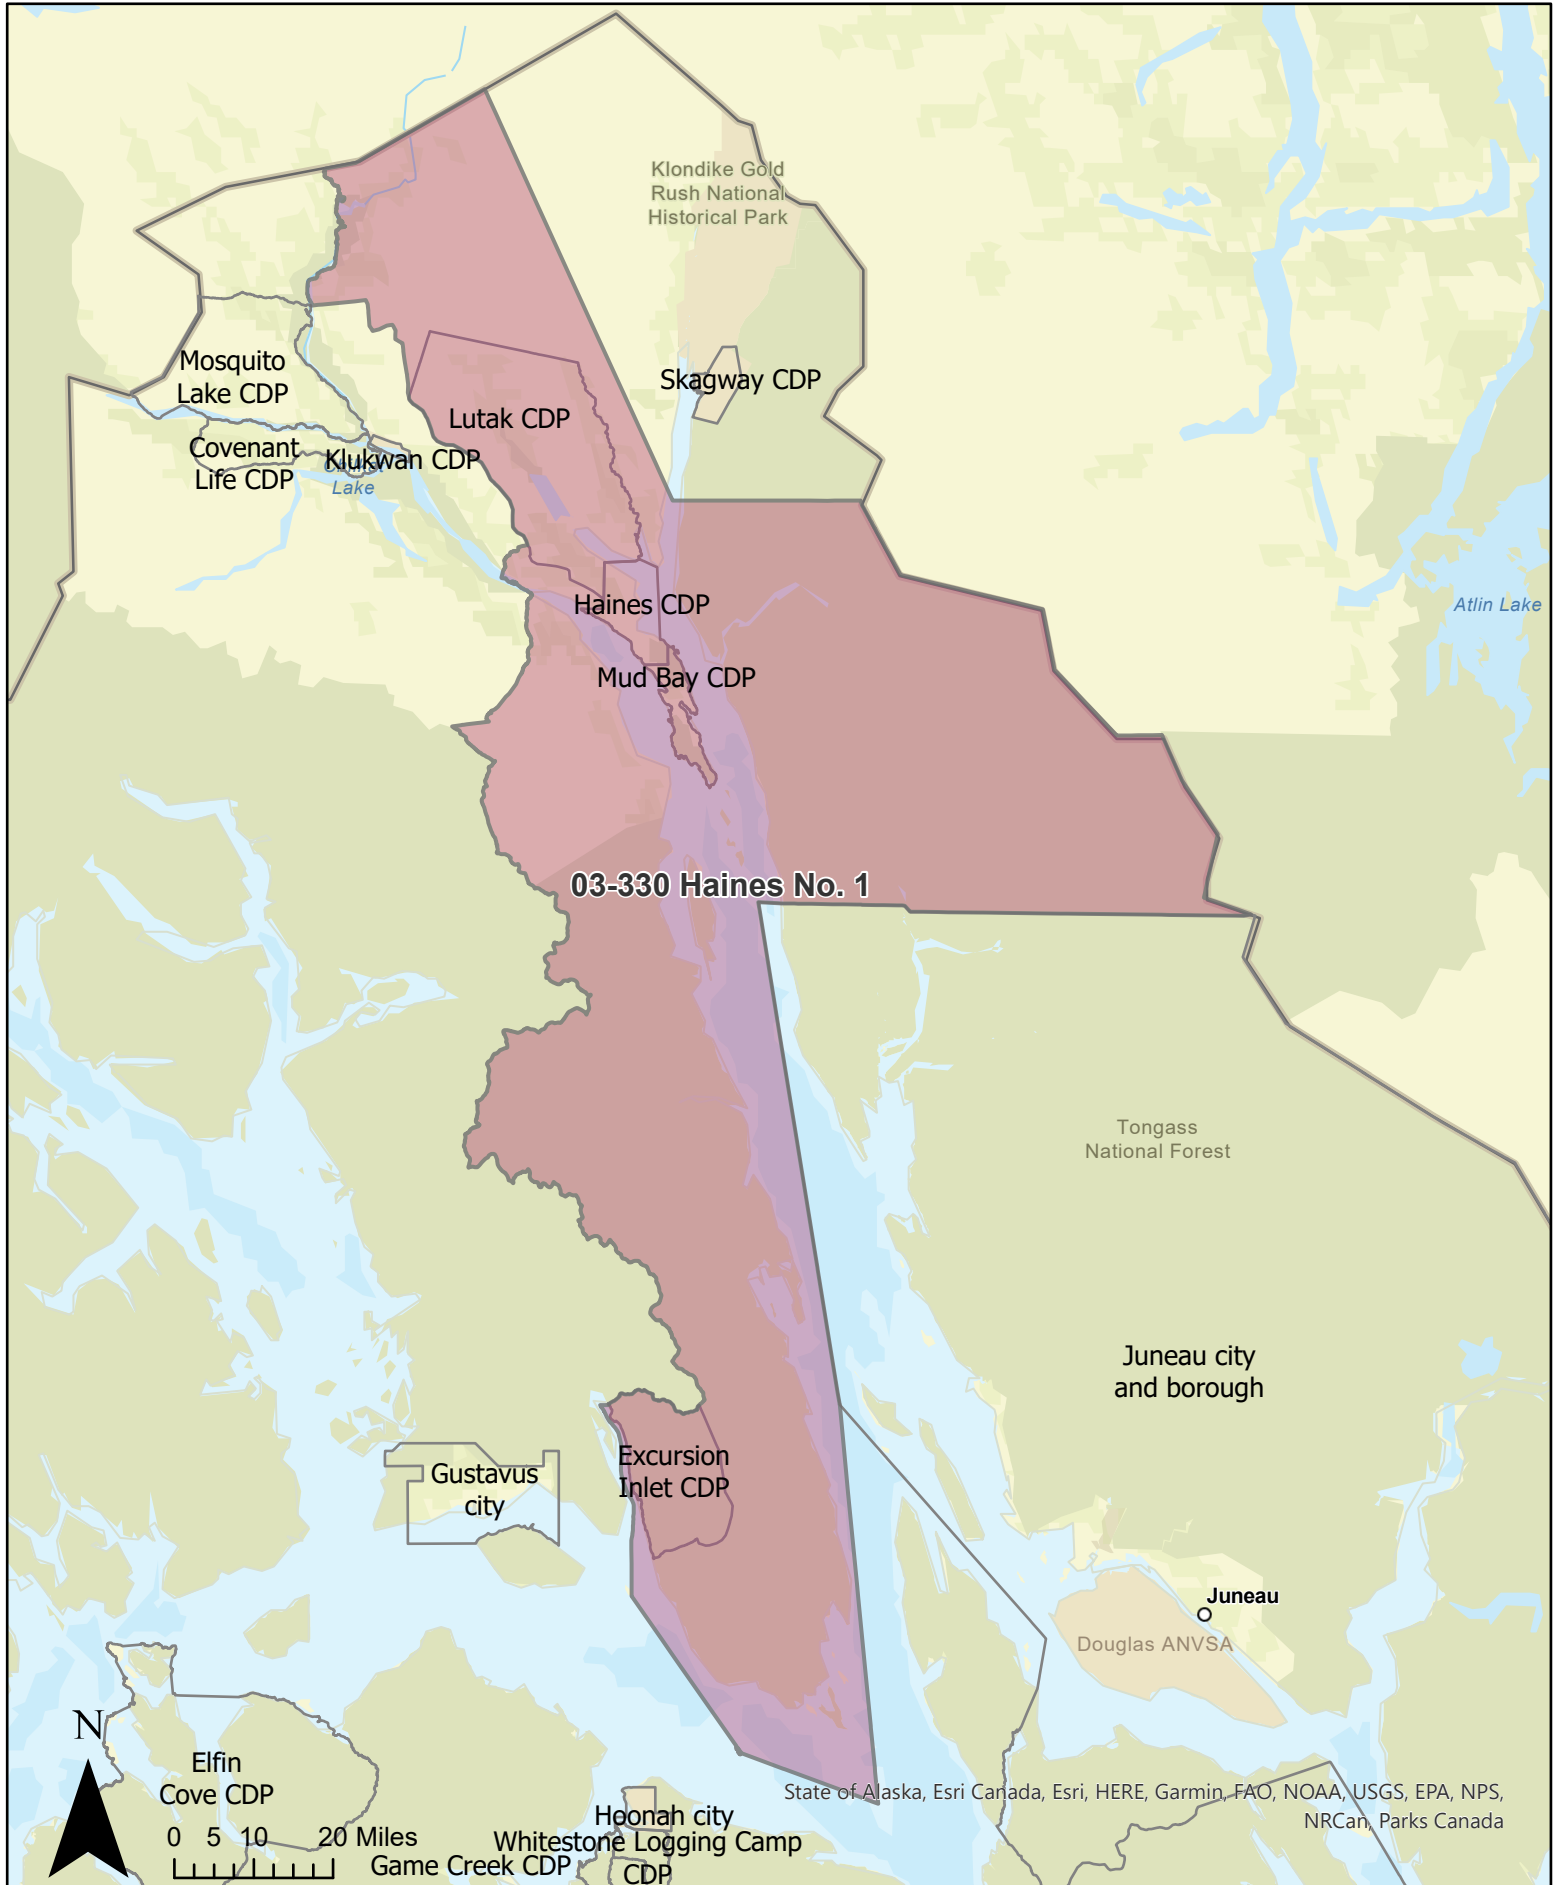 Klondike Gold
Rush National
Historical Park
Mosquito
Lake CDP
Skagway CDP
Lutak CDP
Covenant
Life CDP
Klukwan CDP
Lake
Haines CDP
Atlin Lake
Mud Bay CDP
03-330 Haines No. 1
Tongass
National Forest
Juneau city
and borough
Excursion
Inlet CDP
Gustavus
city
Juneau
Douglas ANVSA
N
Elfin
Cove CDP
State of Alaska, Esri Canada, Esri, HERE, Garmin, FAO, NOAA, USGS, EPA, NPS,
NRCan, Parks Canada
Hoonah city
0 5 10 20 Miles
Whitestone Logging Camp
CDP
Game Creek CDP